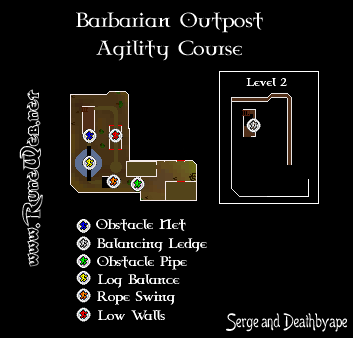 Barbarian Outpost
Agility Course
Level 2
www.RuneWeb.net
Obstacle Net
Balancing Ledge
Obstacle Pipe
Log Balance
Rope Swing
Low Walls
Serge and Deathbyape